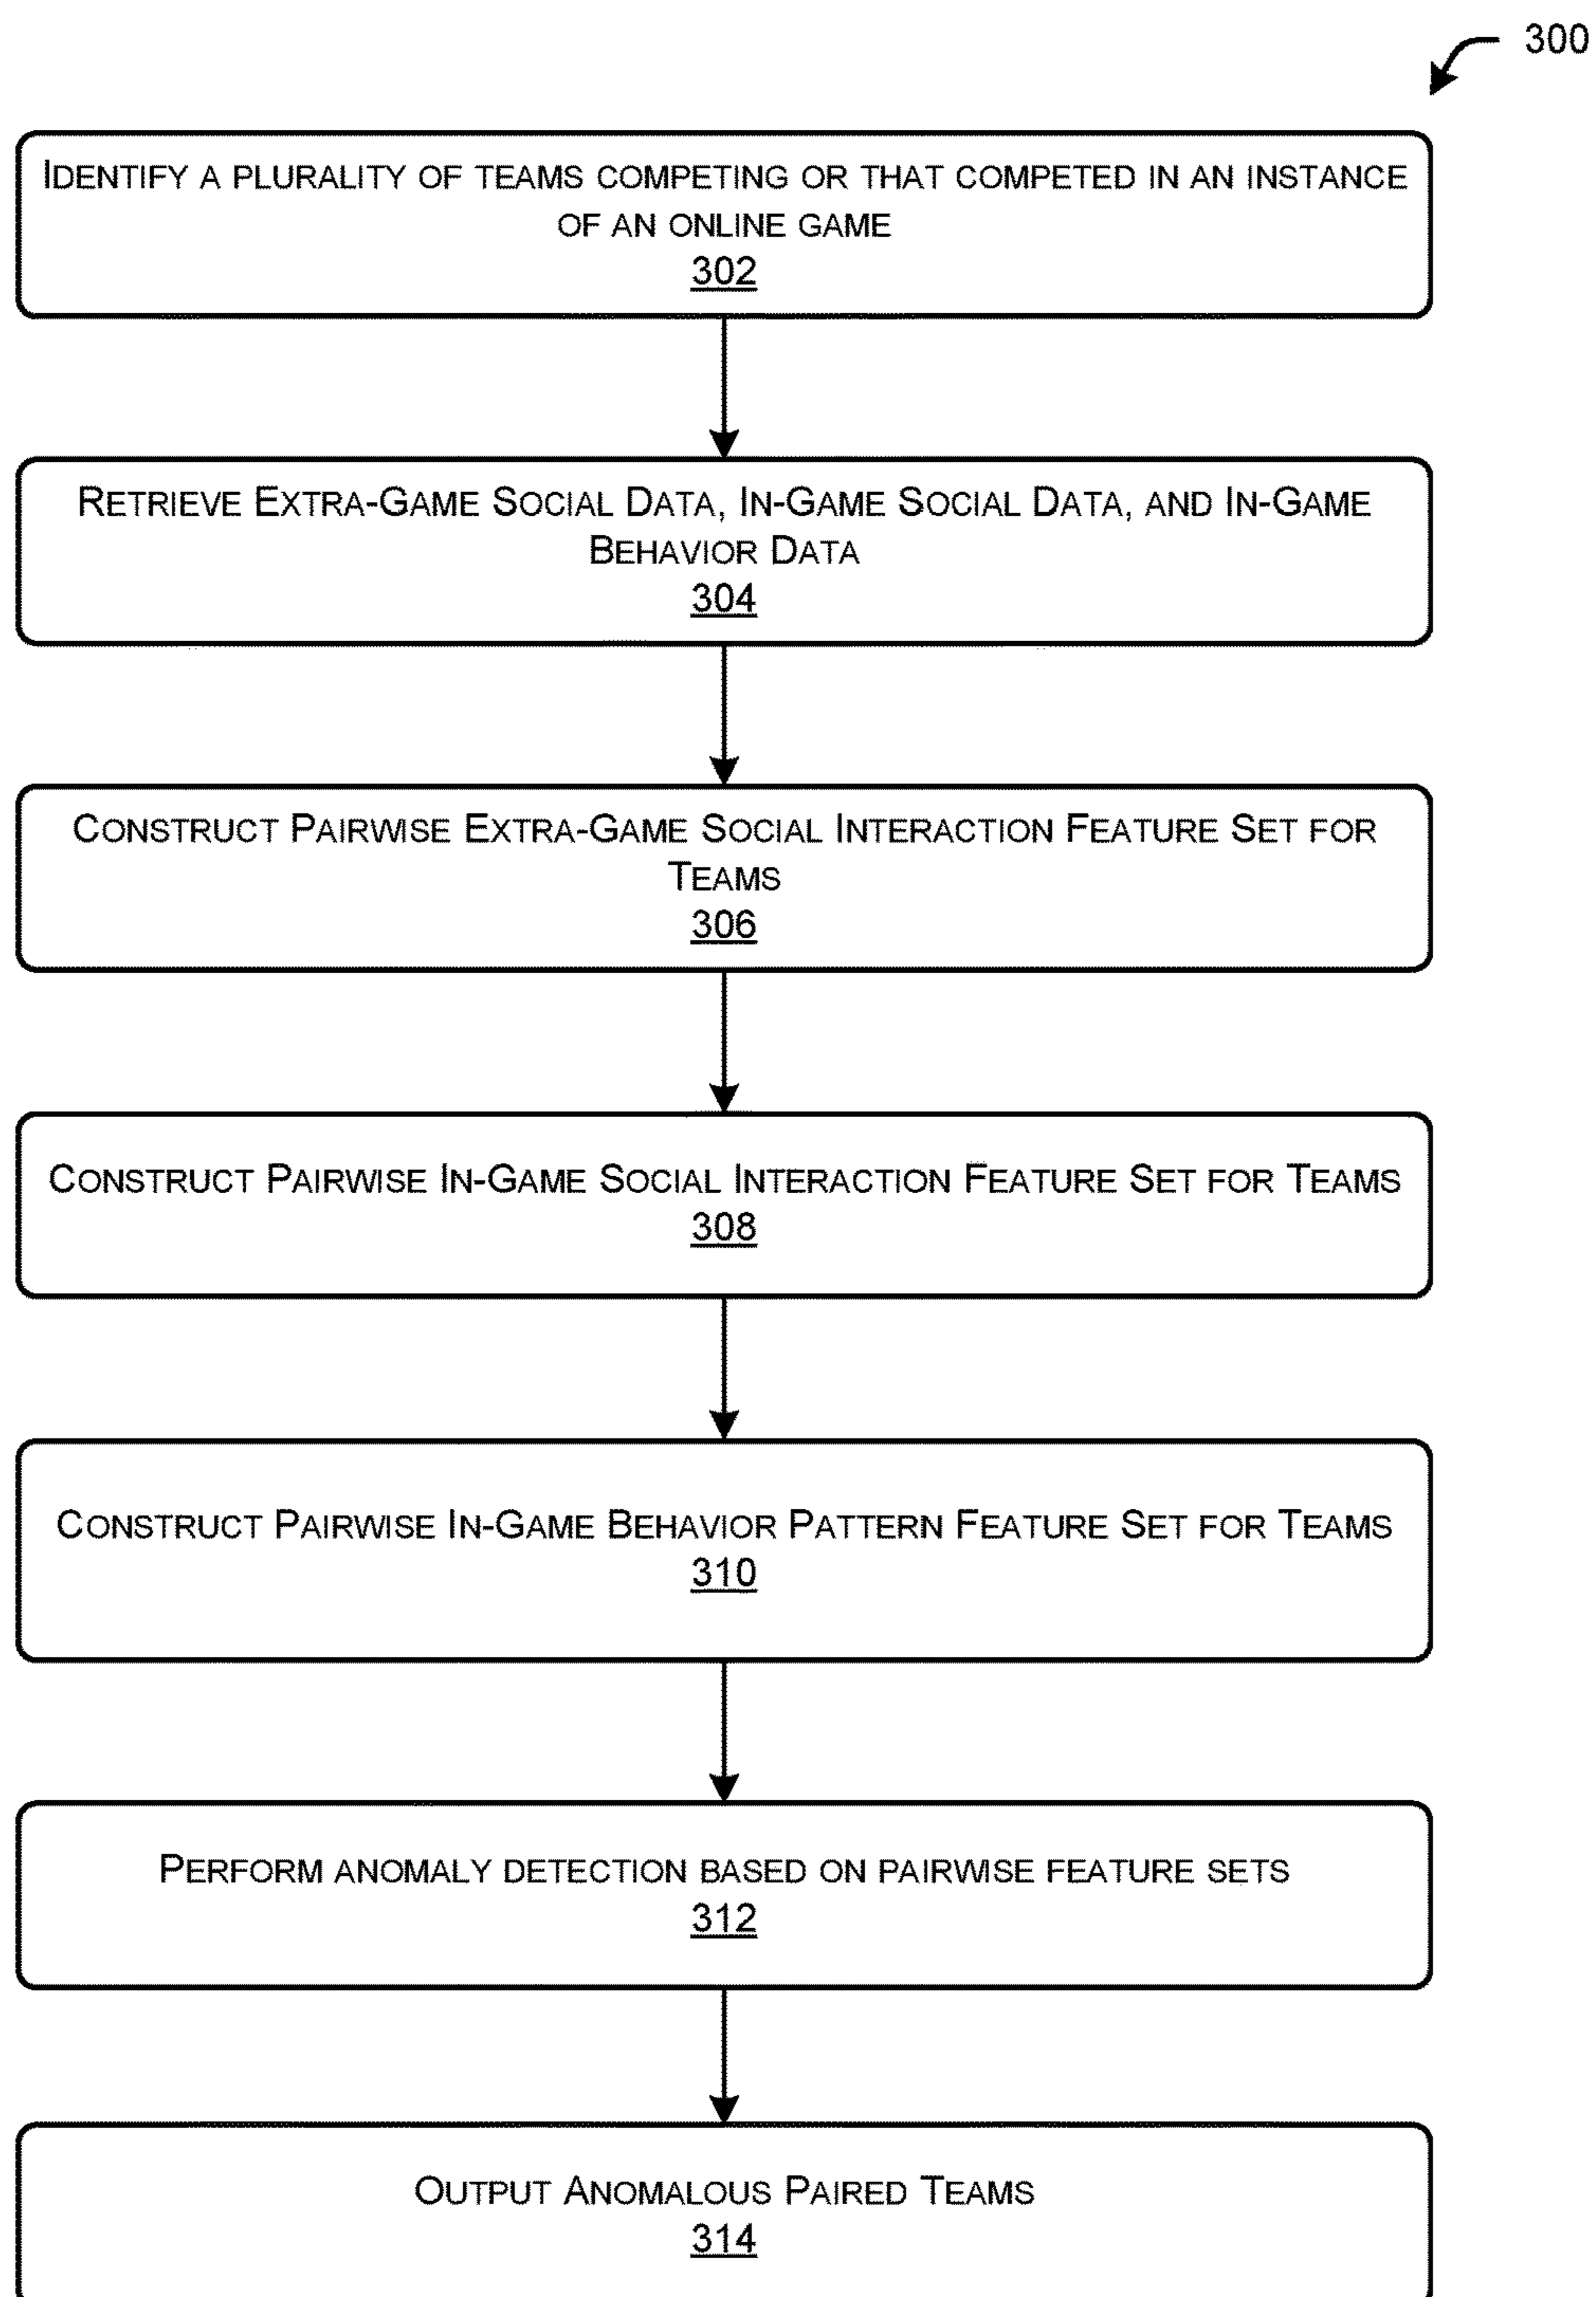 300
IDENTIFY A PLURALITY OF TEAMS COMPETING OR THAT COMPETED IN AN INSTANCE
OF AN ONLINE GAME
302
RETRIEVE EXTRA-GAME SOCIAL DATA, IN-GAME SOCIAL DATA, AND IN-GAME
BEHAVIOR DATA
304
CONSTRUCT PAIRWISE EXTRA-GAME SOCIAL INTERACTION FEATURE SET FOR
TEAMS
306
CONSTRUCT PAIRWISE IN-GAME SOCIAL INTERACTION FEATURE SET FOR TEAMS
308
CONSTRUCT PAIRWISE IN-GAME BEHAVIOR PATTERN FEATURE SET FOR TEAMS
310
PERFORM ANOMALY DETECTION BASED ON PAIRWISE FEATURE SETS
312
OUTPUT ANOMALOUS PAIRED TEAMS
314